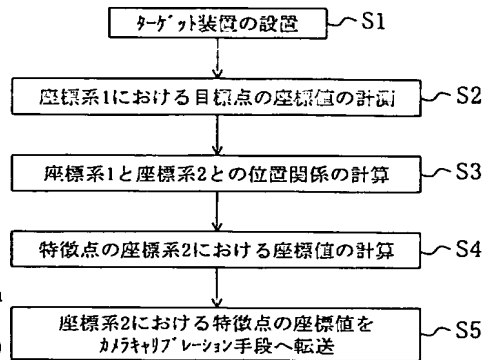 ターゲット装置の設置 S1
座標系1における目標点の座標値の計測 S2
座標系1と座標系2との位置関係の計算 S3
特徴点の座標系2における座標値の計算 S4
座標系2における特徴点の座標値を
カメラキャリブレーション手段へ転送 S5